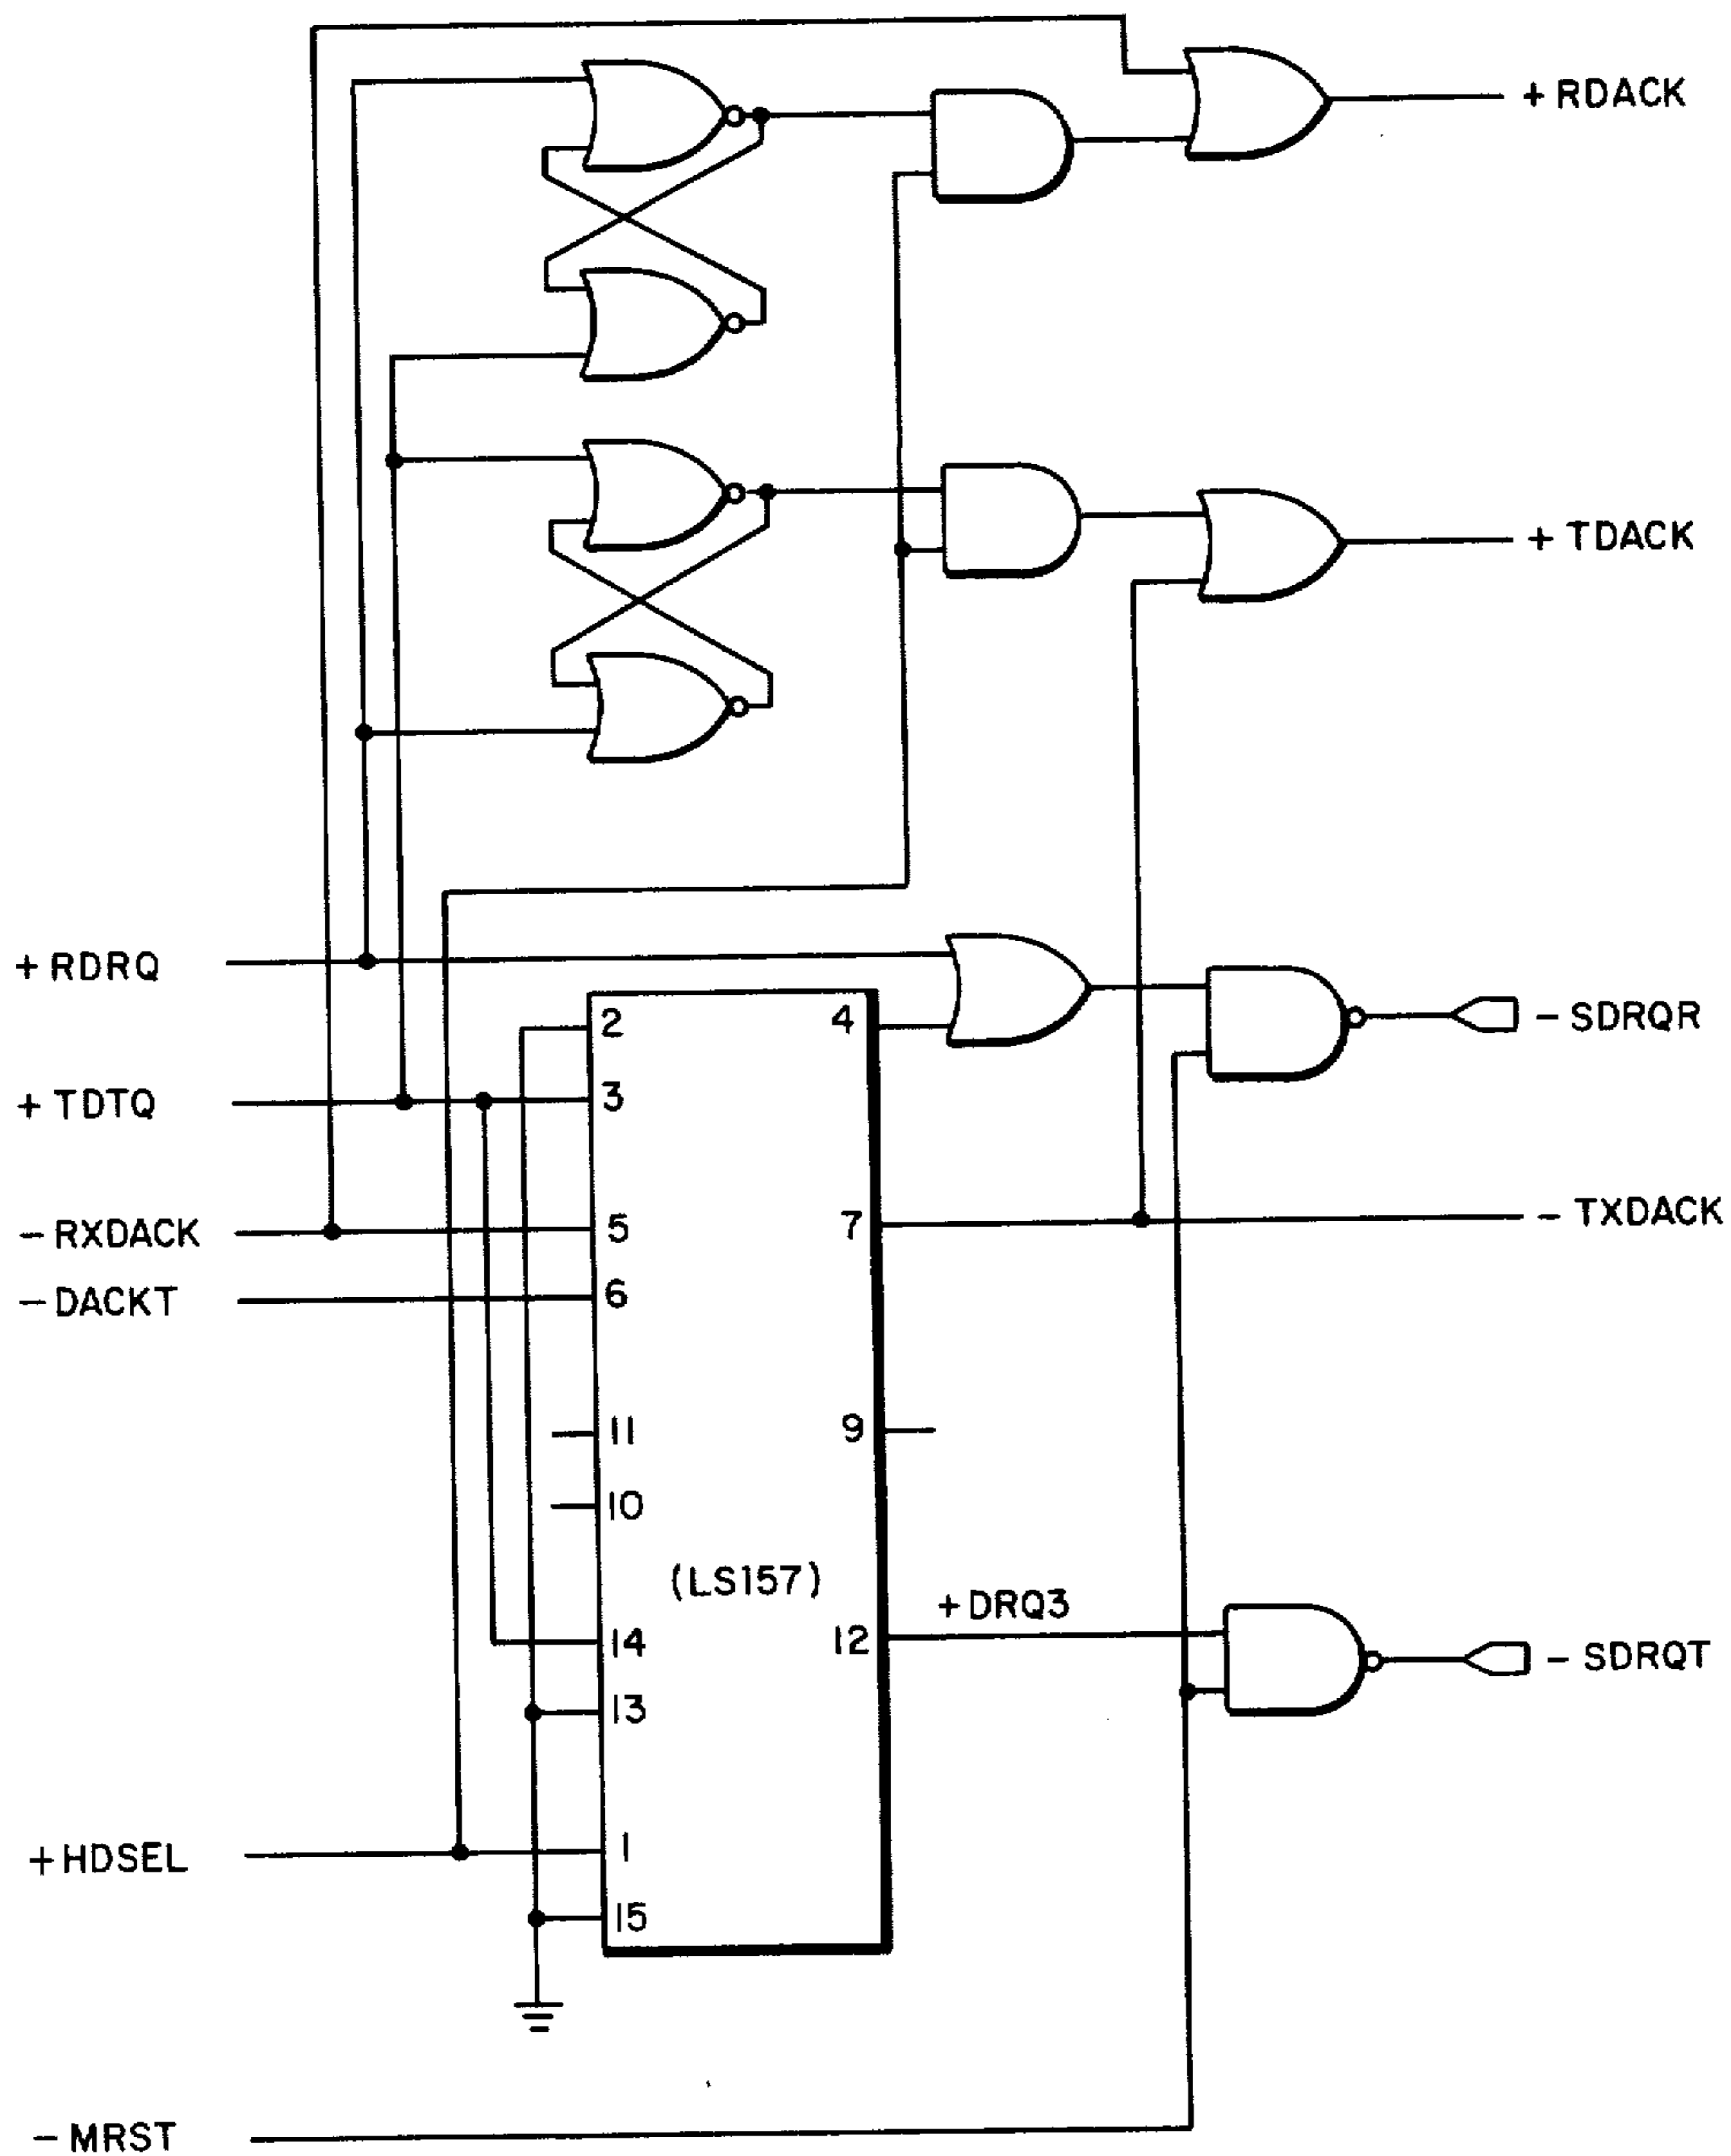 + RDACK
+ TDACK
+ RDRQ
2
4
- SDRQR
+ TDTQ
3
- RXDACK
5
7
- TXDACK
- DACKT
6
11
9
10
(LS157)
+DRQ3
14
12
- SDRQT
13
+HDSEL
1
15
- MRST